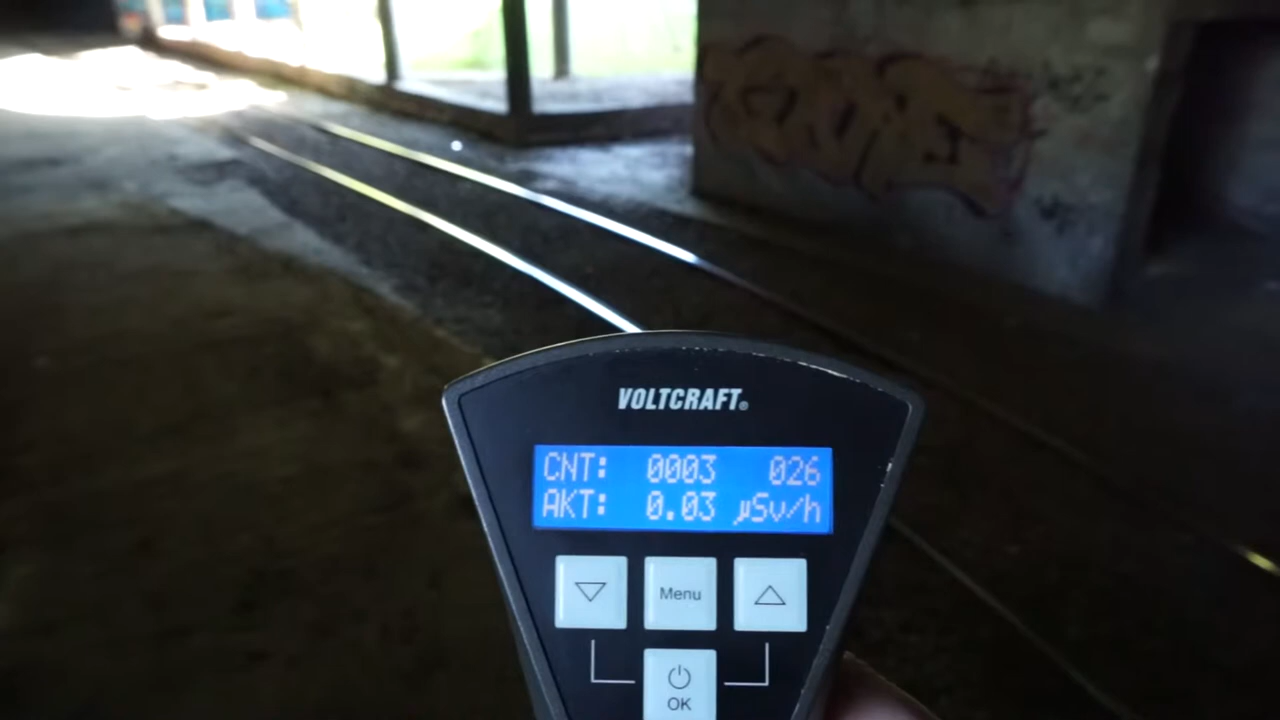 VOLTCRAFT®
CNT: 0003 026
AKT: 0.03 µSv/h
Menu
OK